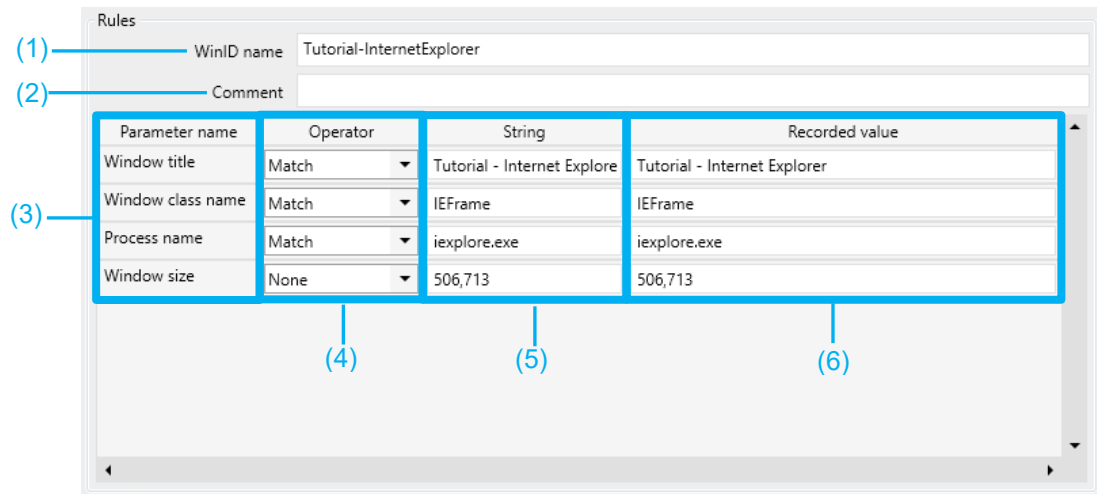 Rules
(1) WinID name Tutorial-InternetExplorer
(2) Comment
Parameter name Operator String Recorded value
Window title Match Tutorial - Internet Explore Tutorial - Internet Explorer
Window class name Match IEFrame IEFrame
(3)
Process name Match iexplore.exe iexplore.exe
Window size None 506,713 506,713
(4) (5) (6)